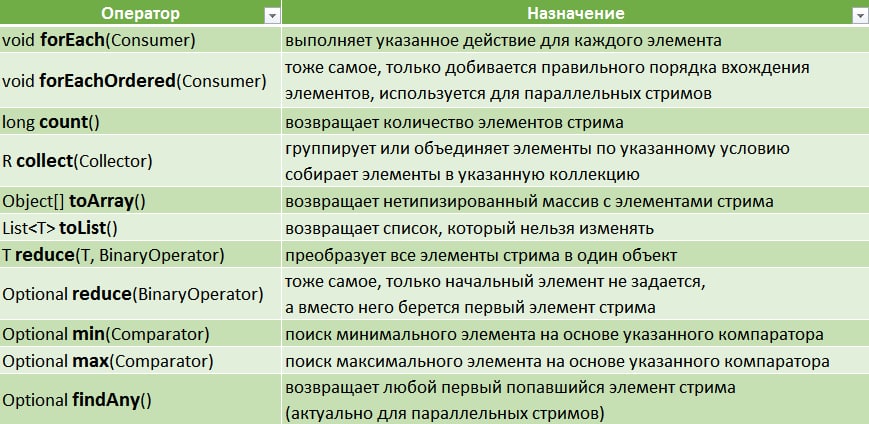 Оператор Назначение
void forEach(Consumer) выполняет указанное действие для каждого элемента
void forEachOrdered(Consumer) тоже самое, только добивается правильного порядка вхождения
элементов, используется для параллельных стримов
long count() возвращает количество элементов стрима
R collect(Collector) группирует или объединяет элементы по указанному условию
собирает элементы в указанную коллекцию
Object[] toArray() возвращает нетипизированный массив с элементами стрима
List<T> toList() возвращает список, который нельзя изменять
T reduce(T, BinaryOperator) преобразует все элементы стрима в один объект
Optional reduce(BinaryOperator) тоже самое, только начальный элемент не задается,
а вместо него берется первый элемент стрима
Optional min(Comparator) поиск минимального элемента на основе указанного компаратора
Optional max(Comparator) поиск максимального элемента на основе указанного компаратора
Optional findAny() возвращает любой первый попавшийся элемент стрима
(актуально для параллельных стримов)